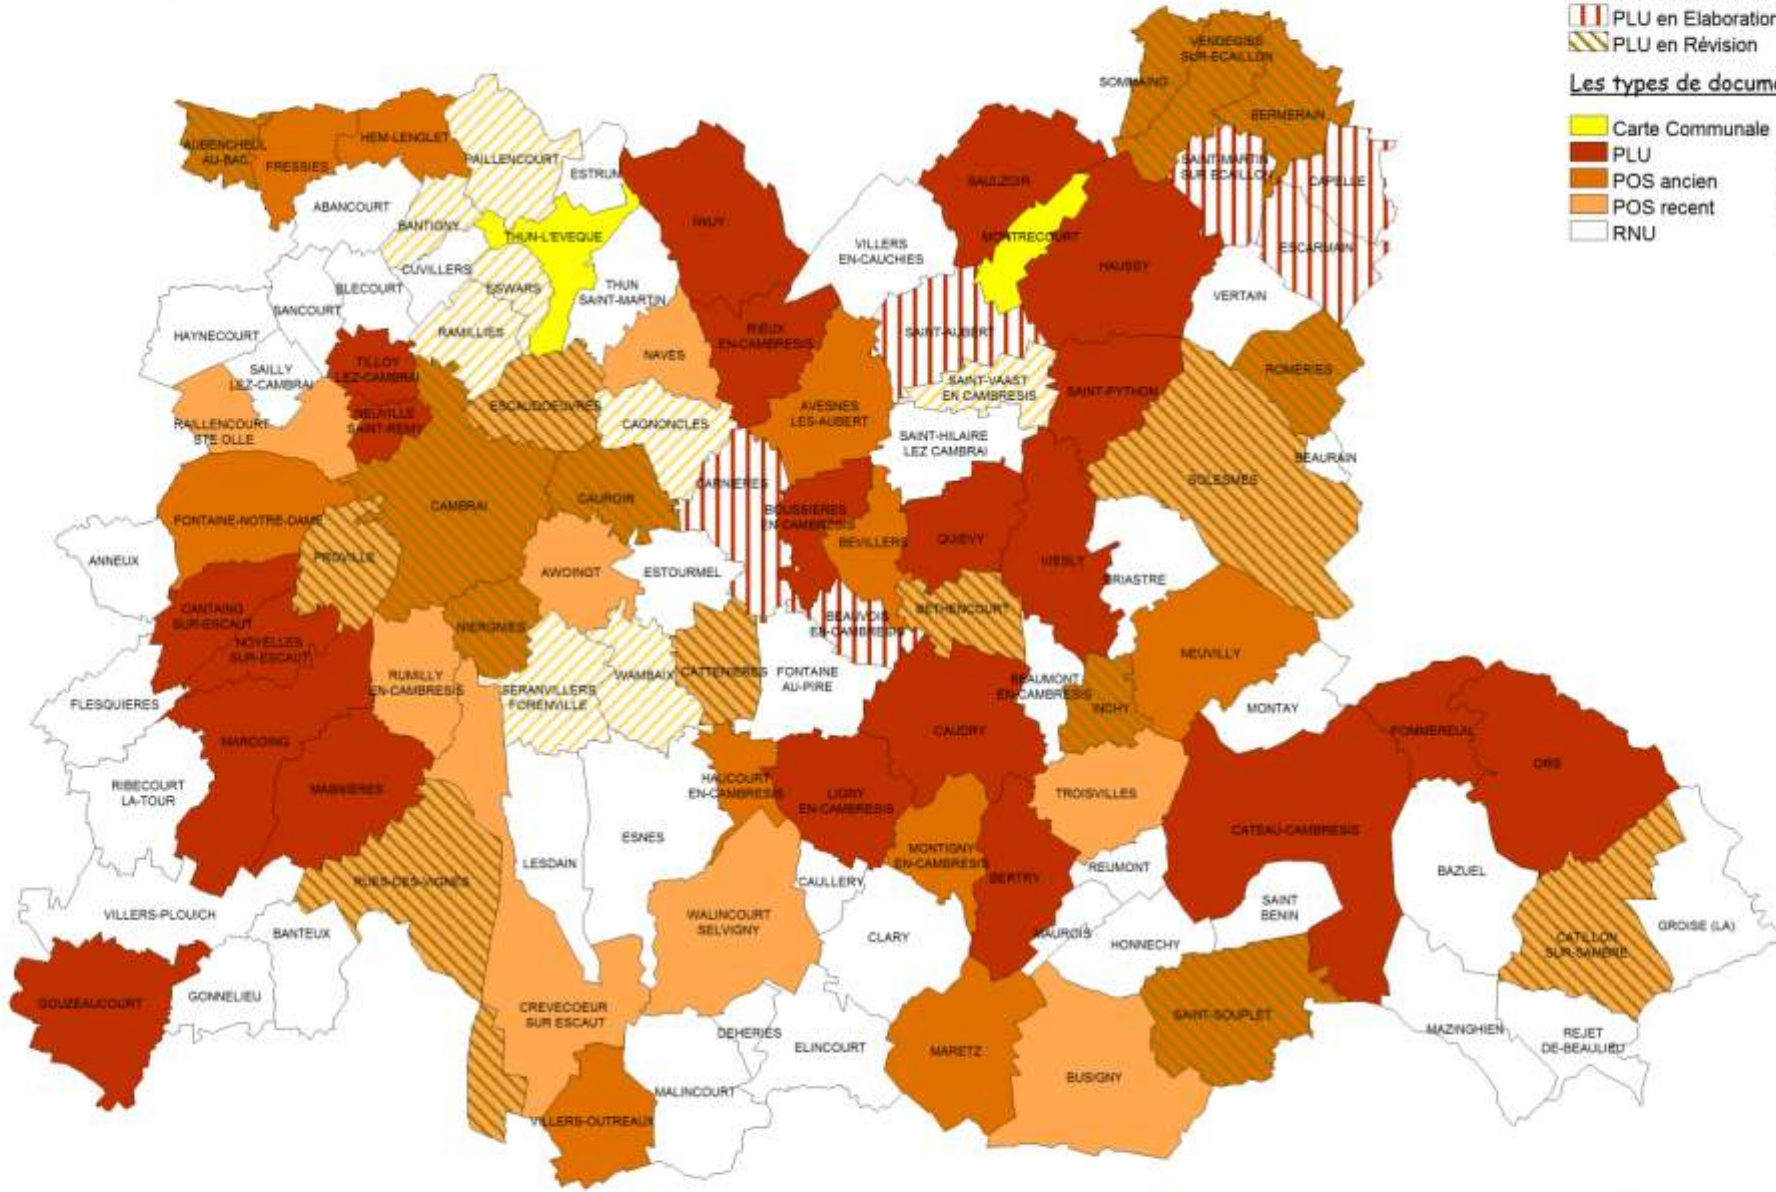 PLU en Elaboration
PLU en Révision
Les types de docume
Carte Communale
PLU
POS ancien
POS recent
RNU
VENDEGIES
SUR-ECAILLON
SOMMAING
BERMERAIN
AUBENCHEUL
AU-BAC
FRESSIES
HEM-LENGLET
PAILLENCOURT
ESTRUN
SAINT-MARTIN
SUR ECAILLON
CAPELLE
SAULZOIR
ABANCOURT
BANTIGNY
THUN-L'EVEQUE
IWUY
VILLERS
EN-CAUCHIES
MONTRECOURT
HAUSSY
ESCARMAIN
CUVILLERS
BLECOURT
ESWARS
THUN
SAINT-MARTIN
VERTAIN
SANCOURT
HAYNECOURT
RAMILLIES
SAINT-AUBERT
RIEUX
EN-CAMBRESIS
NAVES
TILLOY
LEZ-CAMBRAI
SAILLY
LEZ-CAMBRAI
ROMERIES
SAINT-VAAST
EN CAMBRESIS
SAINT-PYTHON
ESCAUDOEUVRES
NEUVILLE
SAINT-REMY
AVESNES
LES-AUBERT
CAGNONCLES
RAILLENCOURT
STE OLLE
SAINT-HILAIRE
LEZ CAMBRAI
BEAURAIN
SOLESMES
CARNIERES
CAUROIR
CAMBRAI
FONTAINE-NOTRE-DAME
BOUSSIERES
EN-CAMBRESIS
BEVILLERS
QUIEVY
ANNEUX
PROVILLE
AWOINGT
ESTOURMEL
VIESLY
BRIASTRE
CANTAING
SUR-ESCAUT
NOYELLES
SUR-ESCAUT
NIERGNIES
BETHENCOURT
BEAUVOIS
EN-CAMBRESIS
NEUVILLY
RUMILLY
EN-CAMBRESIS
SERANVILLERS
FORENVILLE
WAMBAIX
CATTENIERES
FONTAINE
AU-PIRE
BEAUMONT
EN-CAMBRESIS
INCHY
MONTAY
FLESQUIERES
MARCOING
CAUDRY
POMMEREUIL
ORS
RIBECOURT
LA-TOUR
MASNIERES
HAUCOURT
EN-CAMBRESIS
LIGNY
EN-CAMBRESIS
TROISVILLES
CATEAU-CAMBRESIS
ESNES
LESDAIN
MONTIGNY
EN-CAMBRESIS
BERTRY
REUMONT
BAZUEL
RUES-DES-VIGNES
CAULLERY
SAINT
BENIN
VILLERS-PLOUICH
BANTEUX
WALINCOURT
SELVIGNY
CLARY
MAUROIS
HONNECHY
GROISE (LA)
CATILLON
SUR-SAMBRE
GOUZEAUCOURT
GONNELIEU
CREVECOEUR
SUR ESCAUT
SAINT-SOUPLET
DEHERIES
ELINCOURT
MARETZ
MAZINGHIEN
REJET
DE-BEAULIEU
MALINCOURT
BUSIGNY
VILLERS-OUTREAUX